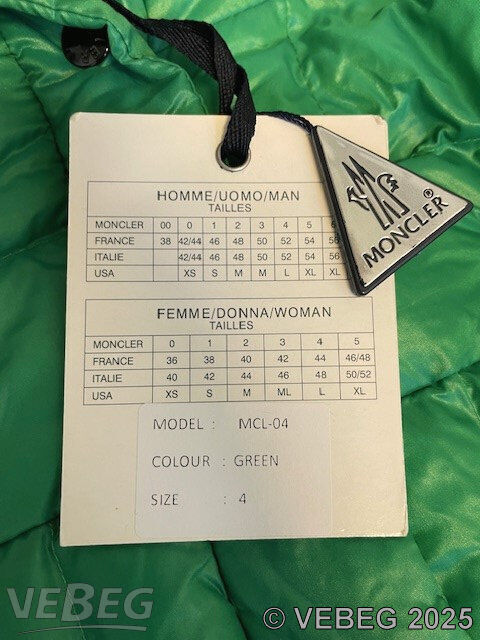 HOMME/UOMO/MAN
TAILLES
MONCLER 00 0 1 2 3 4 5 6
FRANCE 38 42/44 46 48 50 52 54 56
ITALIE 42/44 46 48 50 52 54 56
USA XS S M M L XL XL
MONCLER®
FEMME/DONNA/WOMAN
TAILLES
MONCLER 0 1 2 3 4 5
FRANCE 36 38 40 42 44 46/48
ITALIE 40 42 44 46 48 50/52
USA XS S M ML L XL
MODEL : MCL-04
COLOUR : GREEN
SIZE : 4
VEBEG
© VEBEG 2025